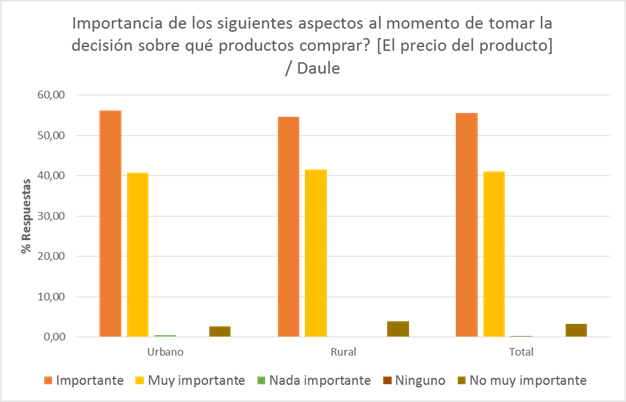 Importancia de los siguientes aspectos al momento de tomar la
decisión sobre qué productos comprar? [El precio del producto]
/ Daule
60,00
50,00
40,00
30,00
20,00
10,00
0,00
% Respuestas
Urbano Rural Total
Importante Muy importante Nada importante Ninguno No muy importante